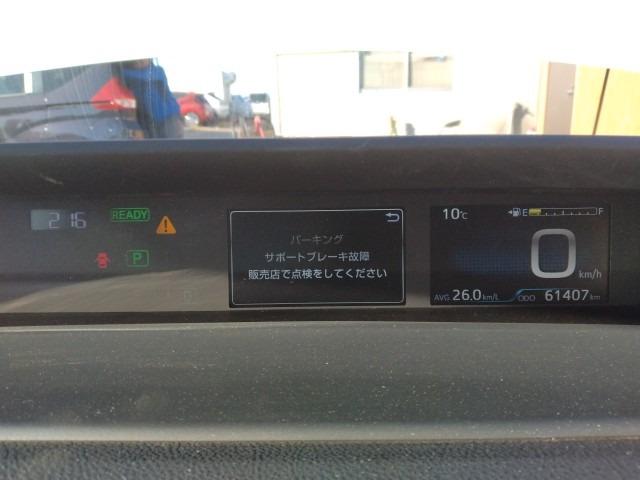 2:16
READY
P
パーキング
サポートブレーキ故障
販売店で点検をしてください
10℃
E F
0 km/h
AVG. 26.0 km/L ODO 61407 km